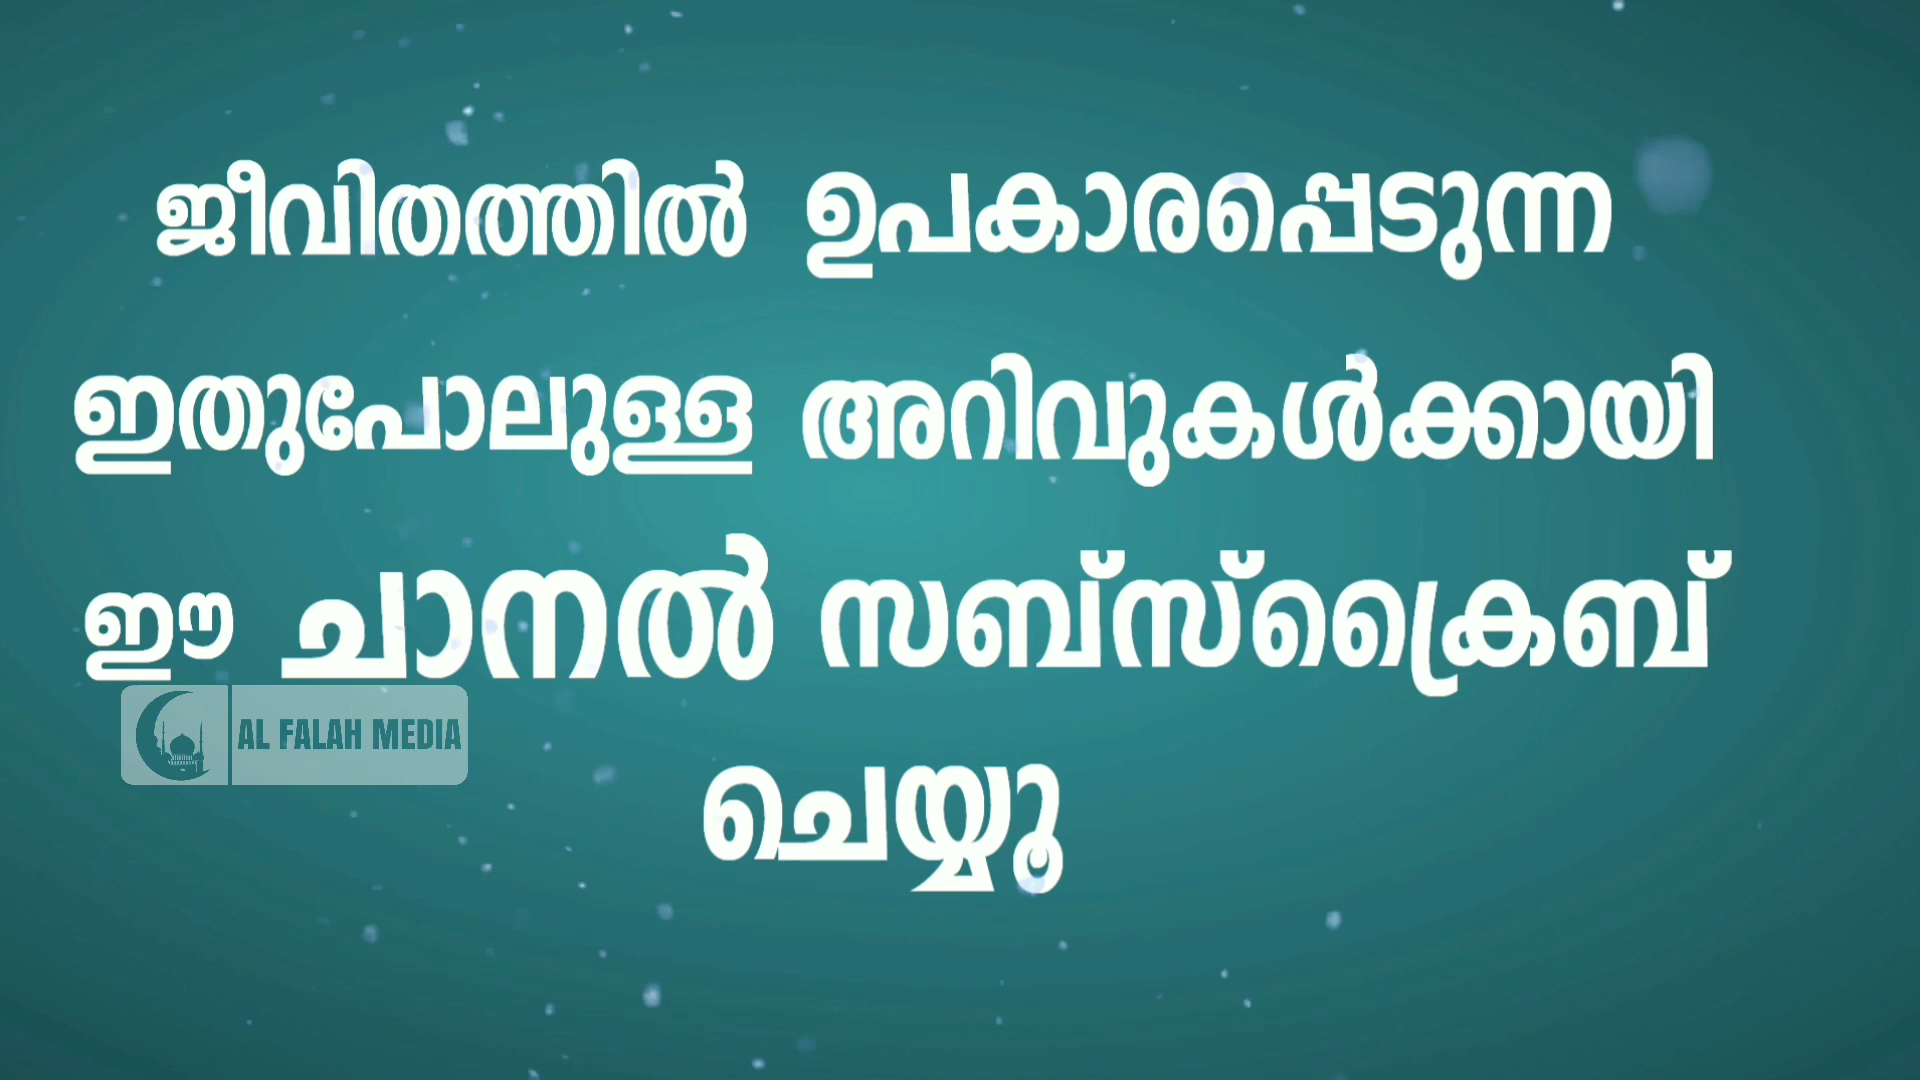 ജീവിതത്തിൽ ഉപകാരപ്പെടുന്ന
ഇതുപോലുള്ള അറിവുകൾക്കായി
ഈ ചാനൽ സബ്സ്ക്രൈബ്
AL FALAH MEDIA
ചെയ്യൂ